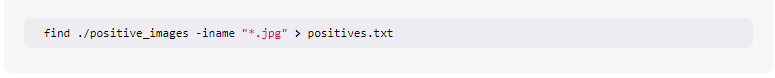 find ./positive_images -iname "*.jpg" > positives.txt